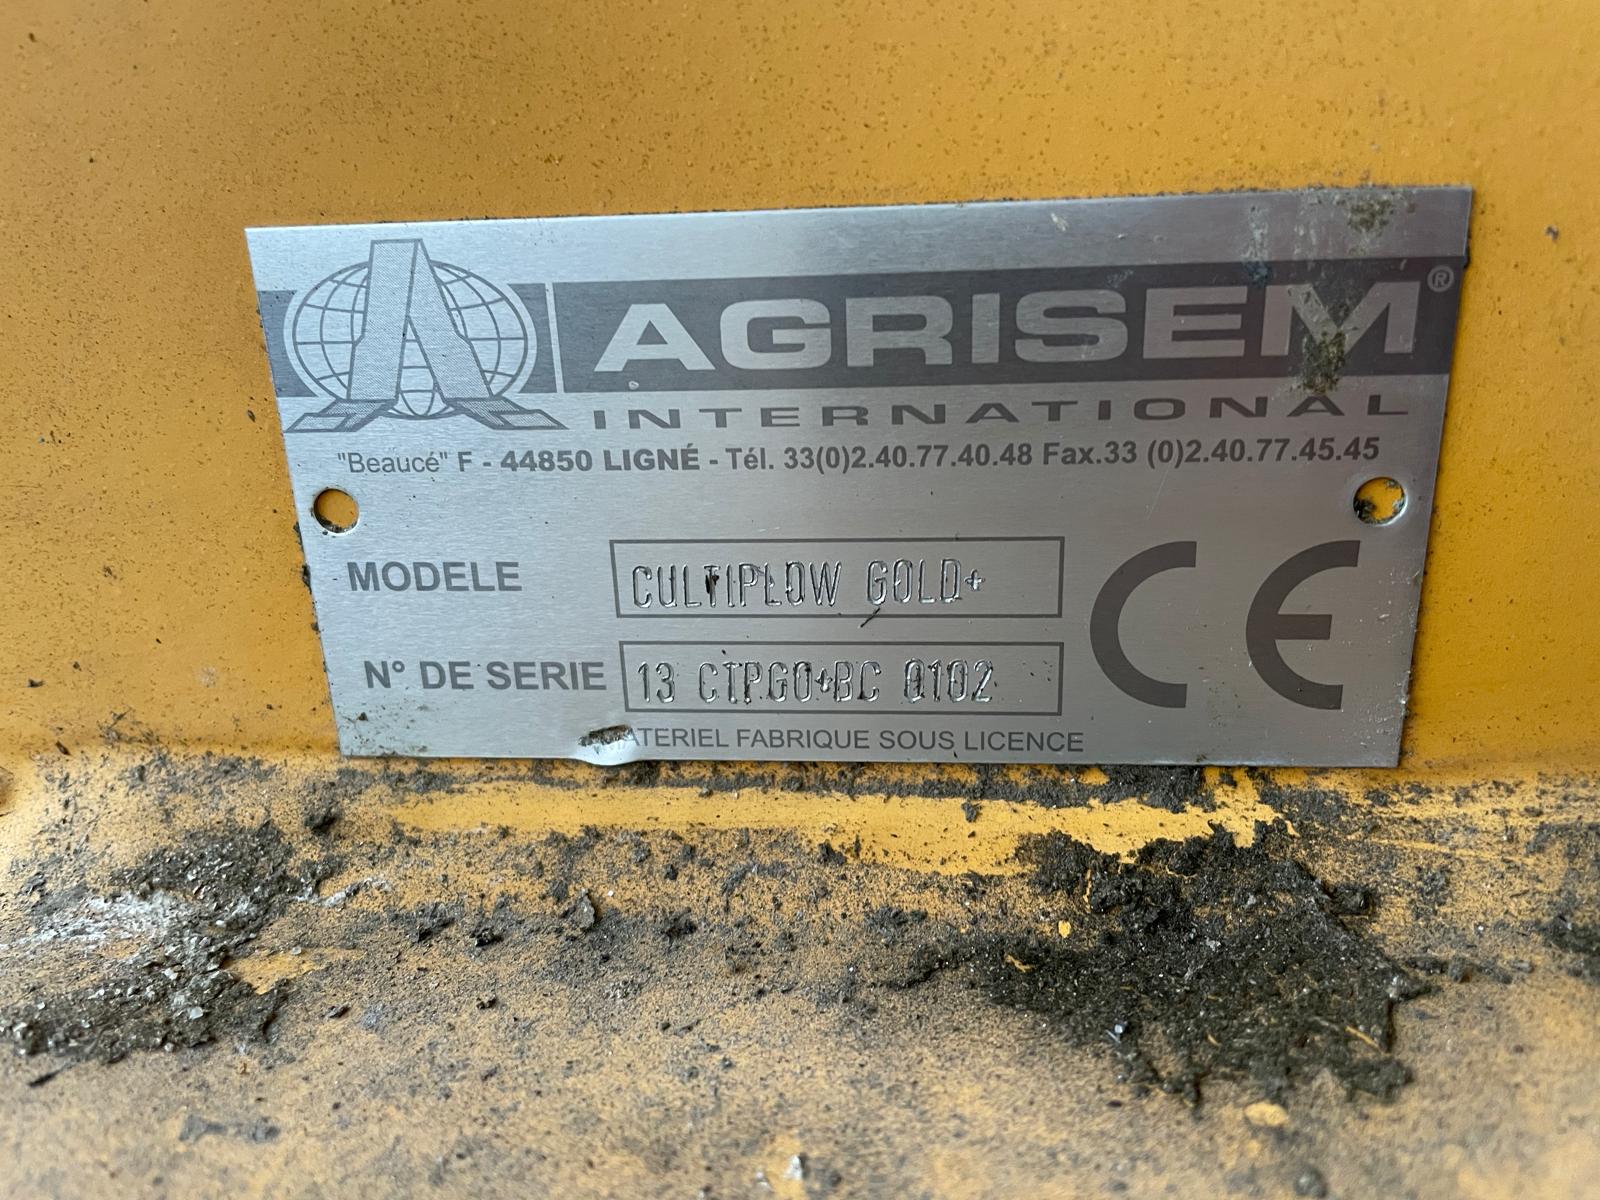 AGRISEM®
INTERNATIONAL
"Beaucé" F - 44850 LIGNÉ - Tél. 33(0)2.40.77.40.48 Fax.33 (0)2.40.77.45.45
MODELE CULTIPLOW GOLD+
N° DE SERIE 13 CTPGO+BC 0102
CE
MATERIEL FABRIQUE SOUS LICENCE